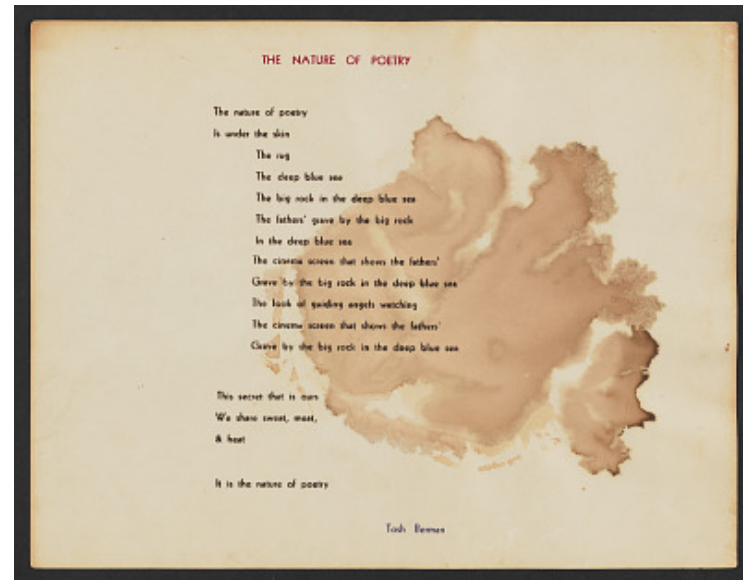 THE NATURE OF POETRY
The nature of poetry
Is under the skin
The rug
The deep blue sea
The big rock in the deep blue sea
The fathers' grave by the big rock
In the deep blue sea
The cinema screen that shows the fathers'
Grave by the big rock in the deep blue sea
The look of guiding angels watching
The cinema screen that shows the fathers'
Grave by the big rock in the deep blue sea
This secret that is ours
We share sweet, meat,
& heat
It is the nature of poetry
Tosh Berman